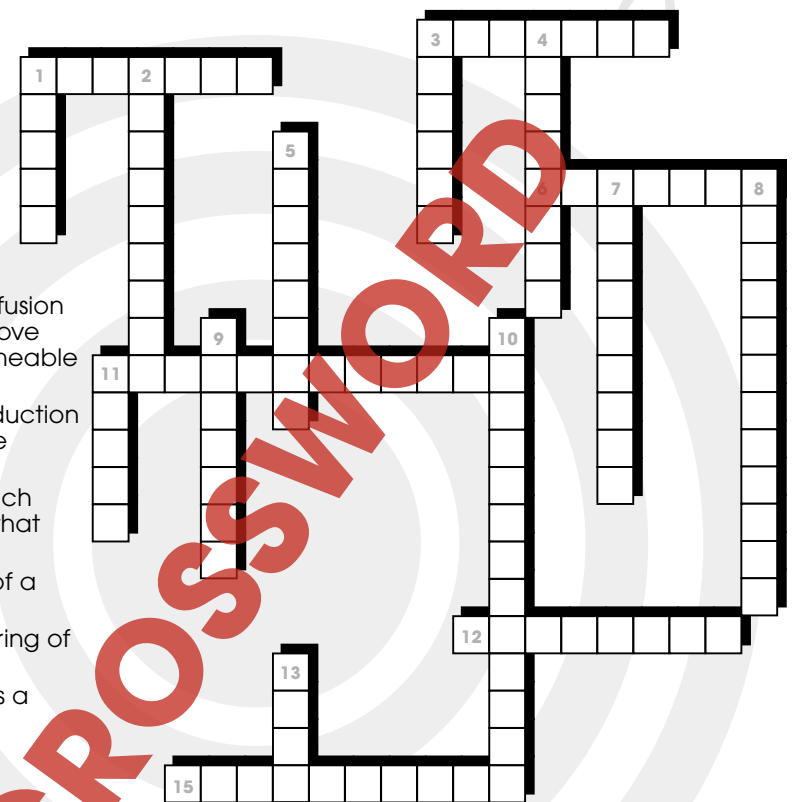 3 4
1 2
5
6 7 8
fusion
ove
9 10
meable
11
duction
e
ch
hat
of a
12
ring of
13
s a
15
CROSSWORD